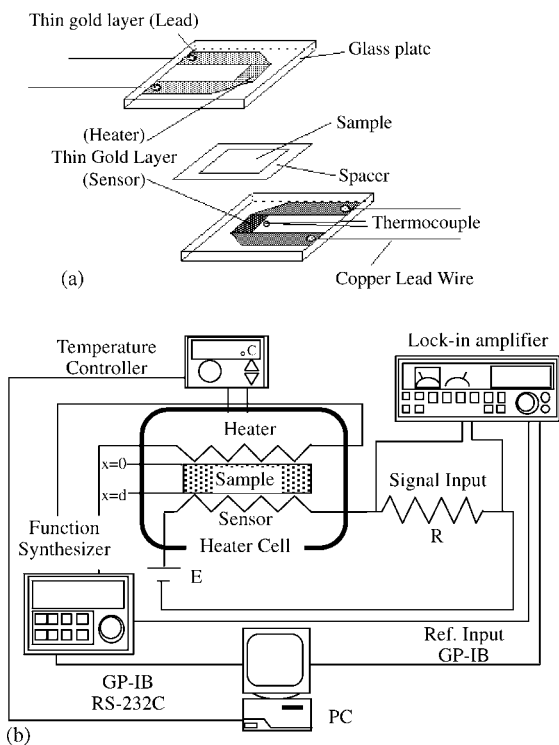 Thin gold layer (Lead)
Glass plate
(Heater)
Thin Gold Layer
(Sensor)
Sample
Spacer
Thermocouple
Copper Lead Wire
(a)
Temperature
Controller
°C
Lock-in amplifier
Heater
x=0
Sample
x=d
Signal Input
Sensor
R
Function
Synthesizer
Heater Cell
E
Ref. Input
GP-IB
GP-IB
RS-232C
PC
(b)